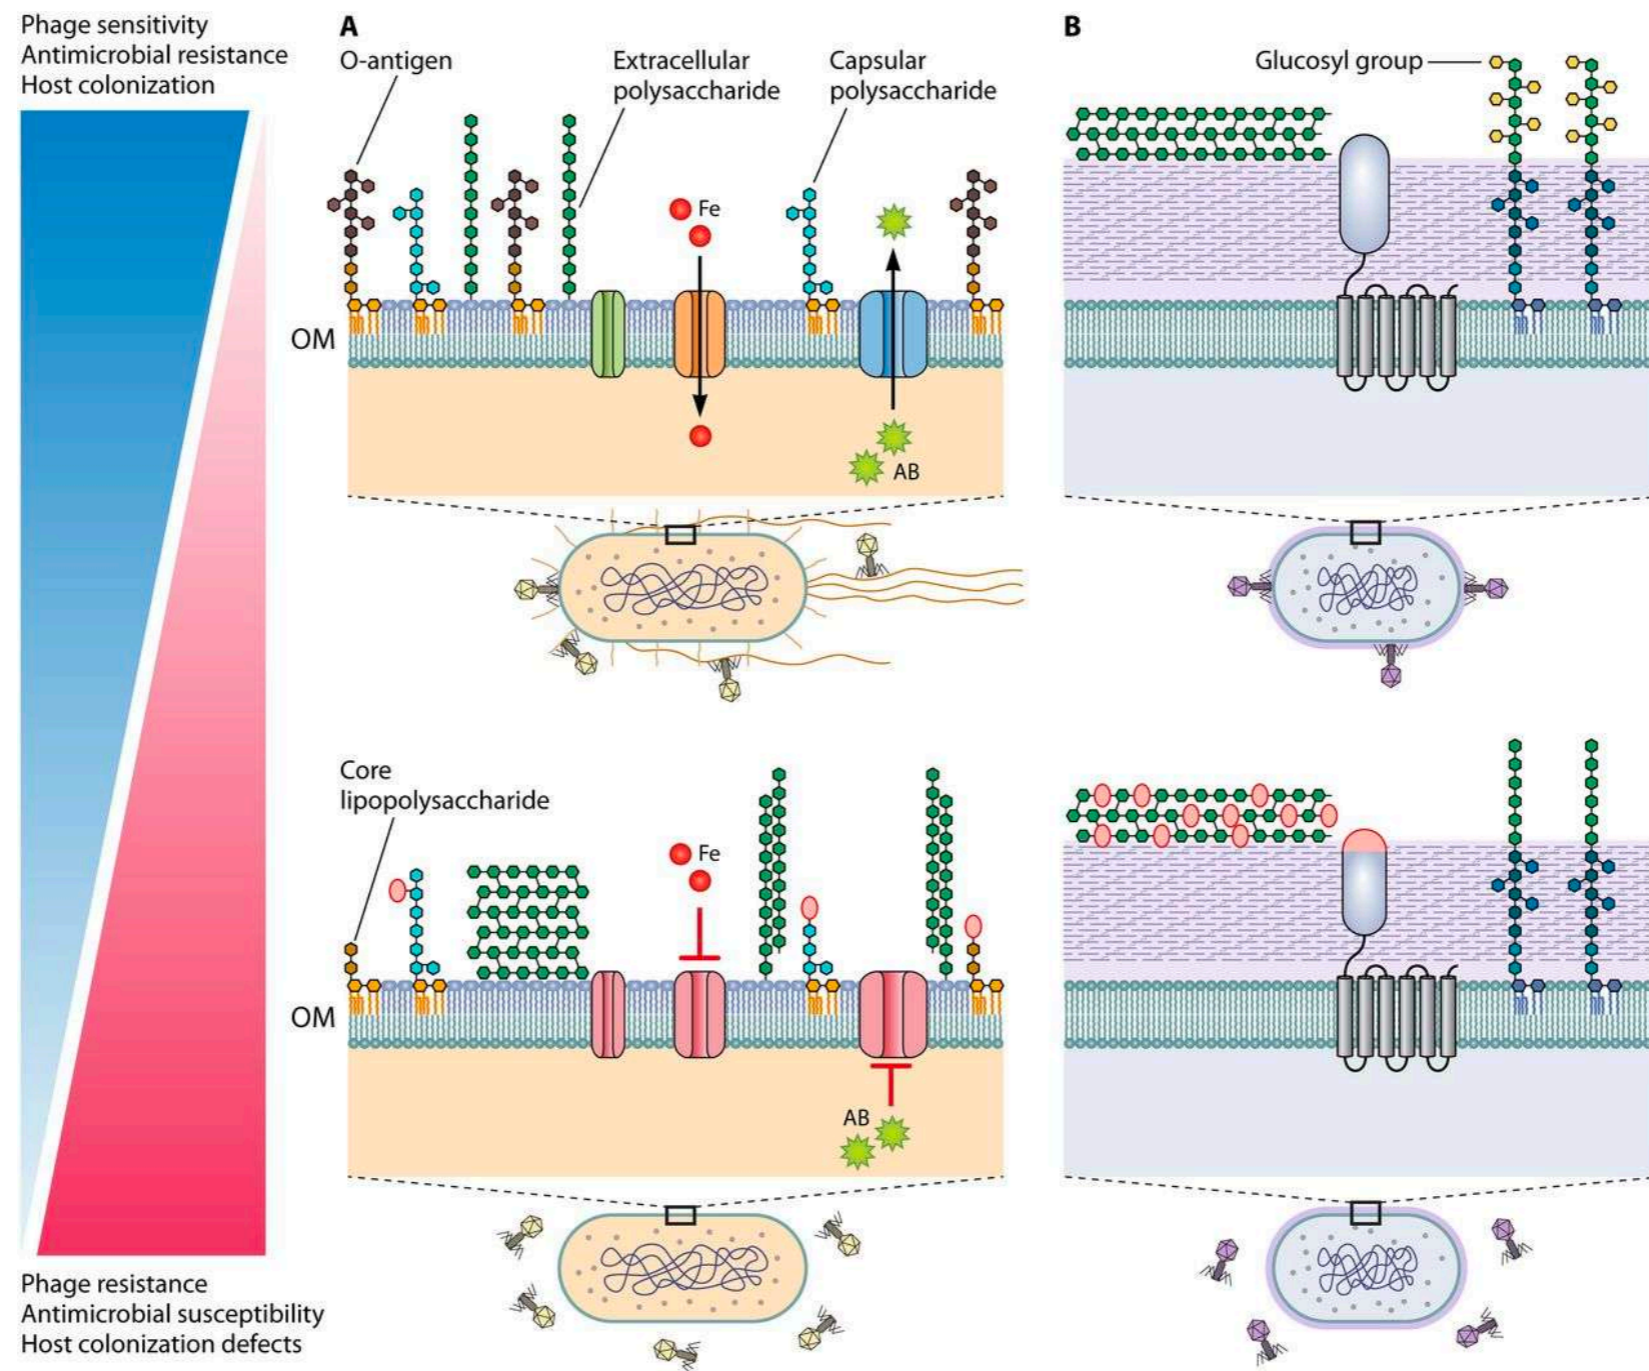 Phage sensitivity
Antimicrobial resistance
Host colonization
A
O-antigen
Extracellular
polysaccharide
Capsular
polysaccharide
Fe
OM
AB
B
Glucosyl group
Core
lipopolysaccharide
Fe
OM
AB
Phage resistance
Antimicrobial susceptibility
Host colonization defects